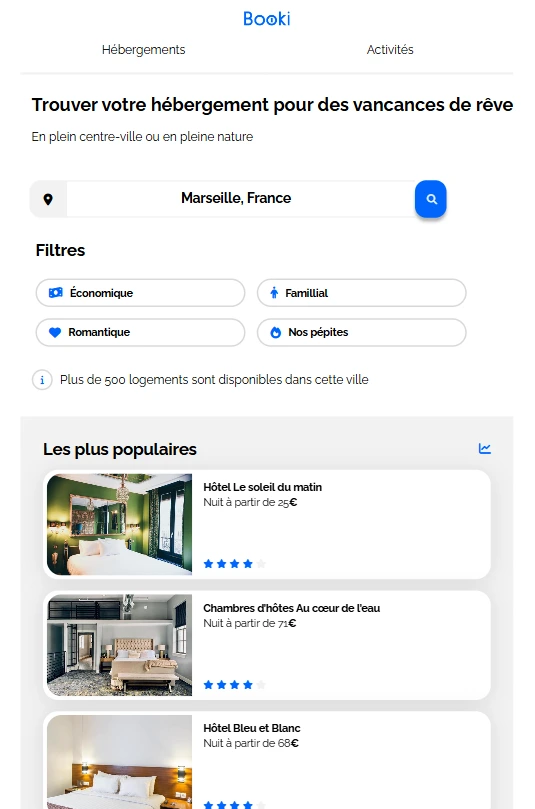 Booki
Hébergements
Activités
Trouver votre hébergement pour des vancances de rêve
En plein centre-ville ou en pleine nature
Marseille, France
Filtres
Économique
Famillial
Romantique
Nos pépites
i Plus de 500 logements sont disponibles dans cette ville
Les plus populaires
Hôtel Le soleil du matin
Nuit à partir de 25€
Chambres d'hôtes Au cœur de l'eau
Nuit à partir de 71€
Hôtel Bleu et Blanc
Nuit à partir de 68€